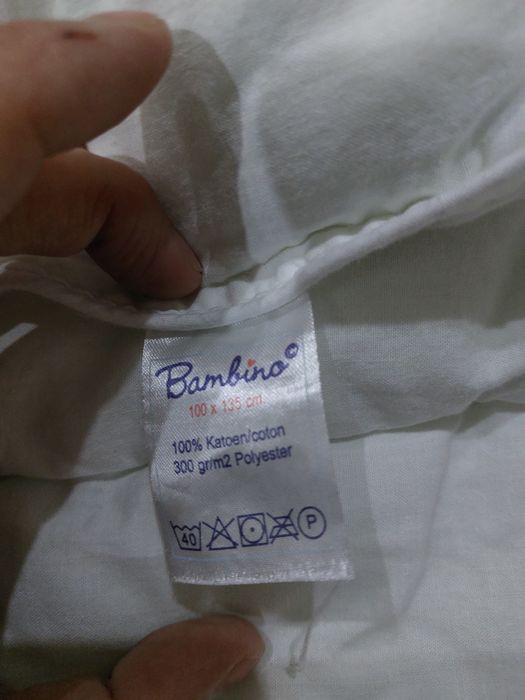 Bambino©
100 x 135 cm
100% Katoen/coton
300 gr/m2 Polyester
40 P